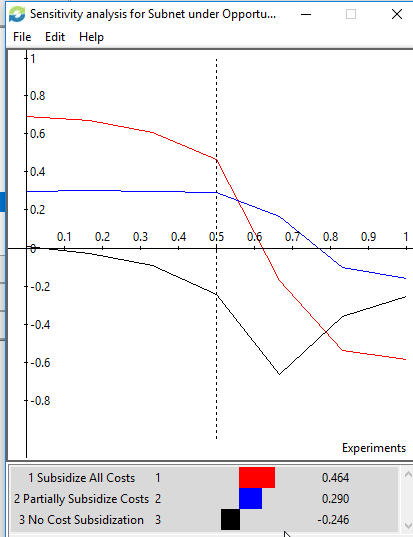 Sensitivity analysis for Subnet under Opportu...
File Edit Help
1
0.8
0.6
0.4
0.2
0 0.1 0.2 0.3 0.4 0.5 0.6 0.7 0.8 0.9 1
-0.2
-0.4
-0.6
-0.8
Experiments
1 Subsidize All Costs 1 0.464
2 Partially Subsidize Costs 2 0.290
3 No Cost Subsidization 3 -0.246